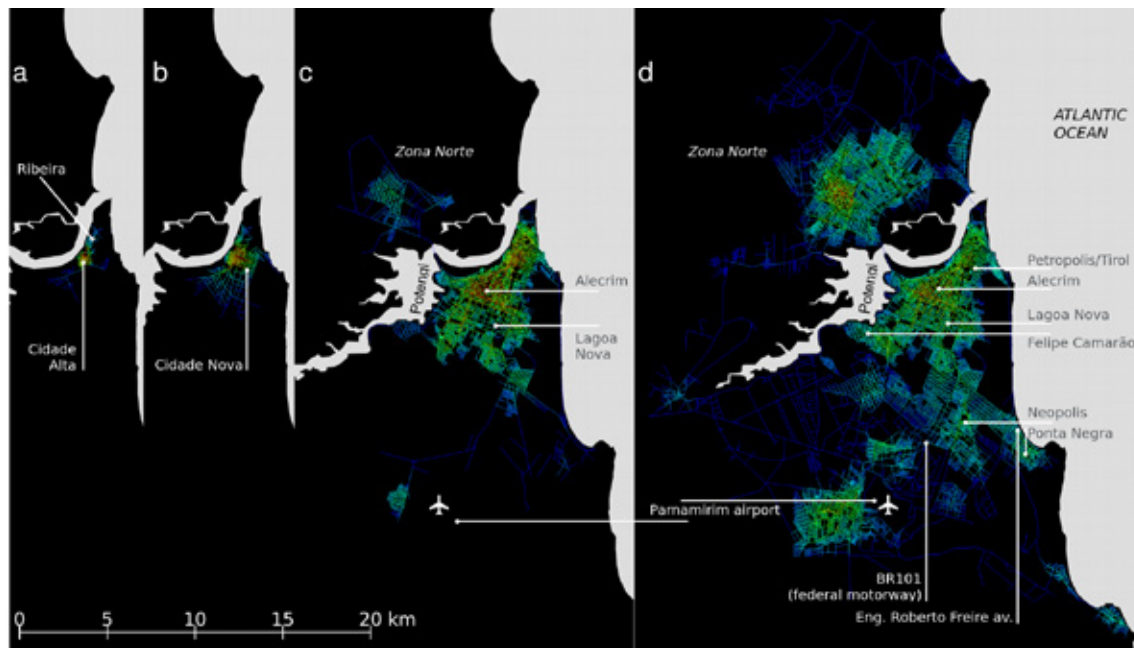 a
b
c
d
ATLANTIC
OCEAN
Zona Norte
Zona Norte
Ribeira
Potengi
Potengi
Petropolis/Tirol
Alecrim
Alecrim
Lagoa
Nova
Lagoa Nova
Felipe Camarão
Cidade
Alta
Cidade Nova
Neopolis
Ponta Negra
Parnamirim airport
BR101
(federal motorway)
Eng. Roberto Freire av.
0 5 10 15 20 km